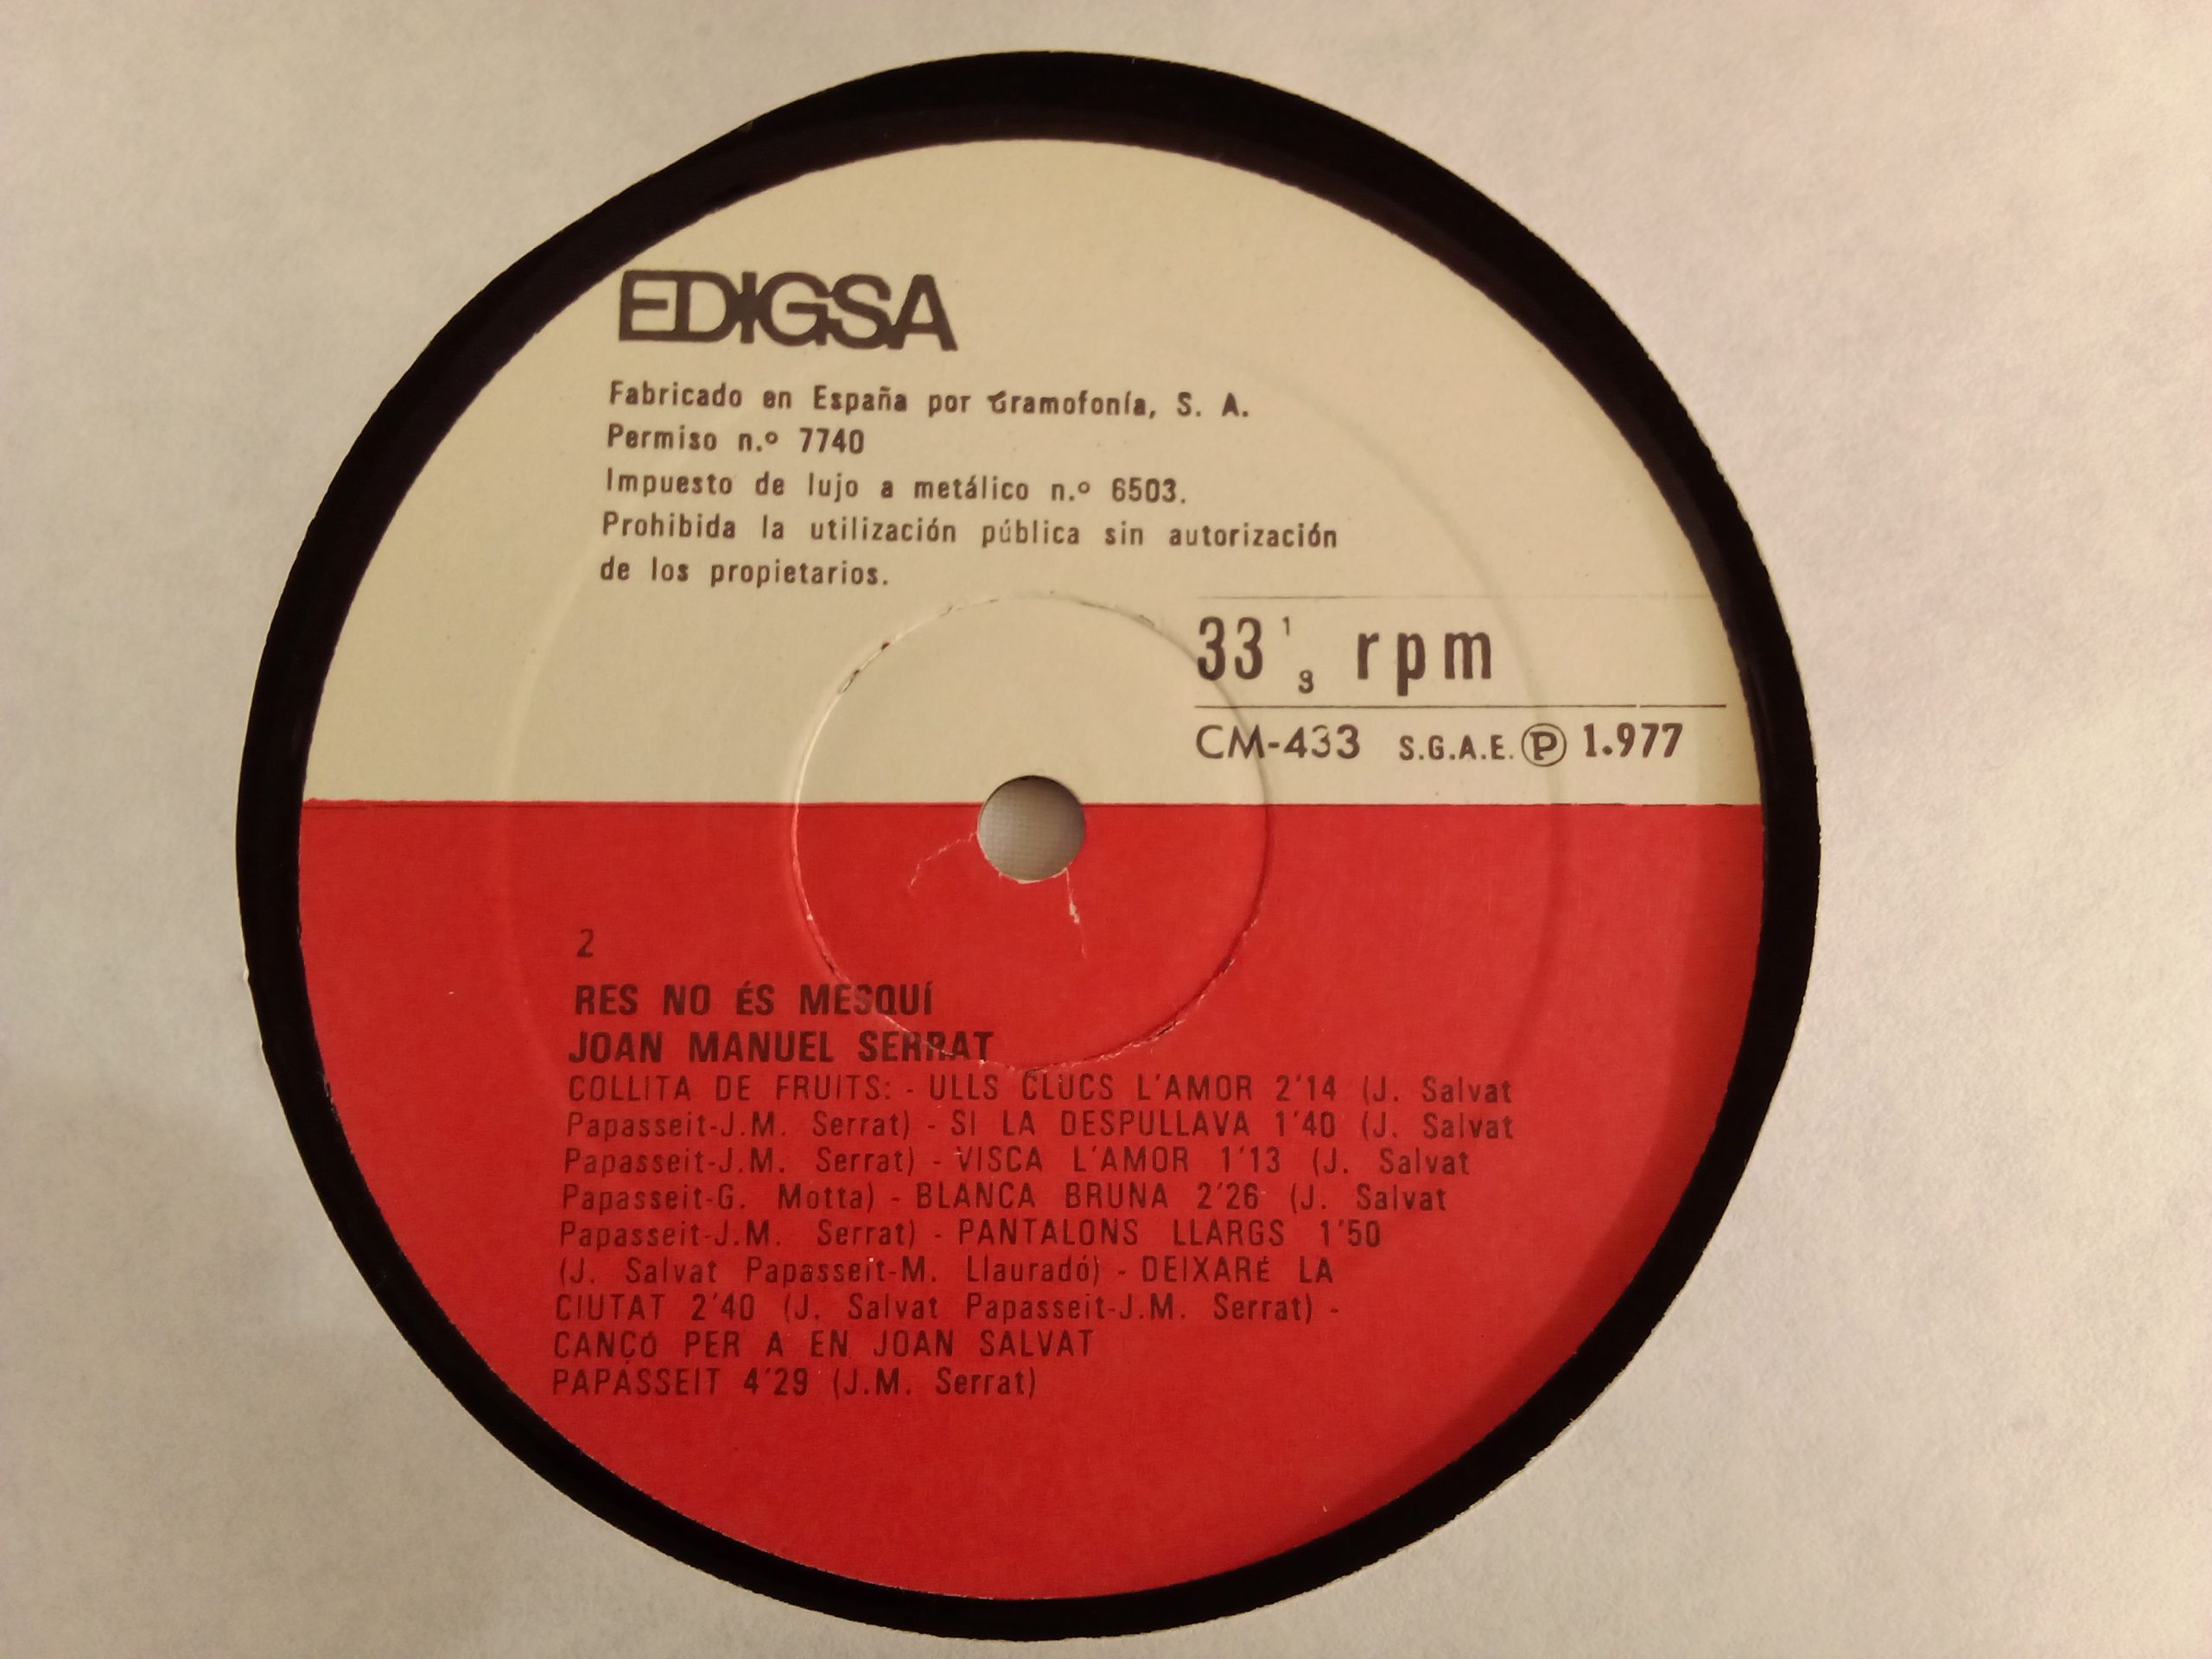 EDIGSA
Fabricado en España por Gramofonía, S. A.
Permiso n.º 7740
Impuesto de lujo a metálico n.º 6503.
Prohibida la utilización pública sin autorización
de los propietarios.
33 1/3 rpm
CM-433 S.G.A.E. Ⓟ 1.977
2
RES NO ÉS MESQUÍ
JOAN MANUEL SERRAT
COLLITA DE FRUITS: - ULLS CLUCS L'AMOR 2'14 (J. Salvat
Papasseit-J.M. Serrat) - SI LA DESPULLAVA 1'40 (J. Salvat
Papasseit-J.M. Serrat) - VISCA L'AMOR 1'13 (J. Salvat
Papasseit-G. Motta) - BLANCA BRUNA 2'26 (J. Salvat
Papasseit-J.M. Serrat) - PANTALONS LLARGS 1'50
(J. Salvat Papasseit-M. Llauradó) - DEIXARÉ LA
CIUTAT 2'40 (J. Salvat Papasseit-J.M. Serrat) -
CANÇÓ PER A EN JOAN SALVAT
PAPASSEIT 4'29 (J.M. Serrat)